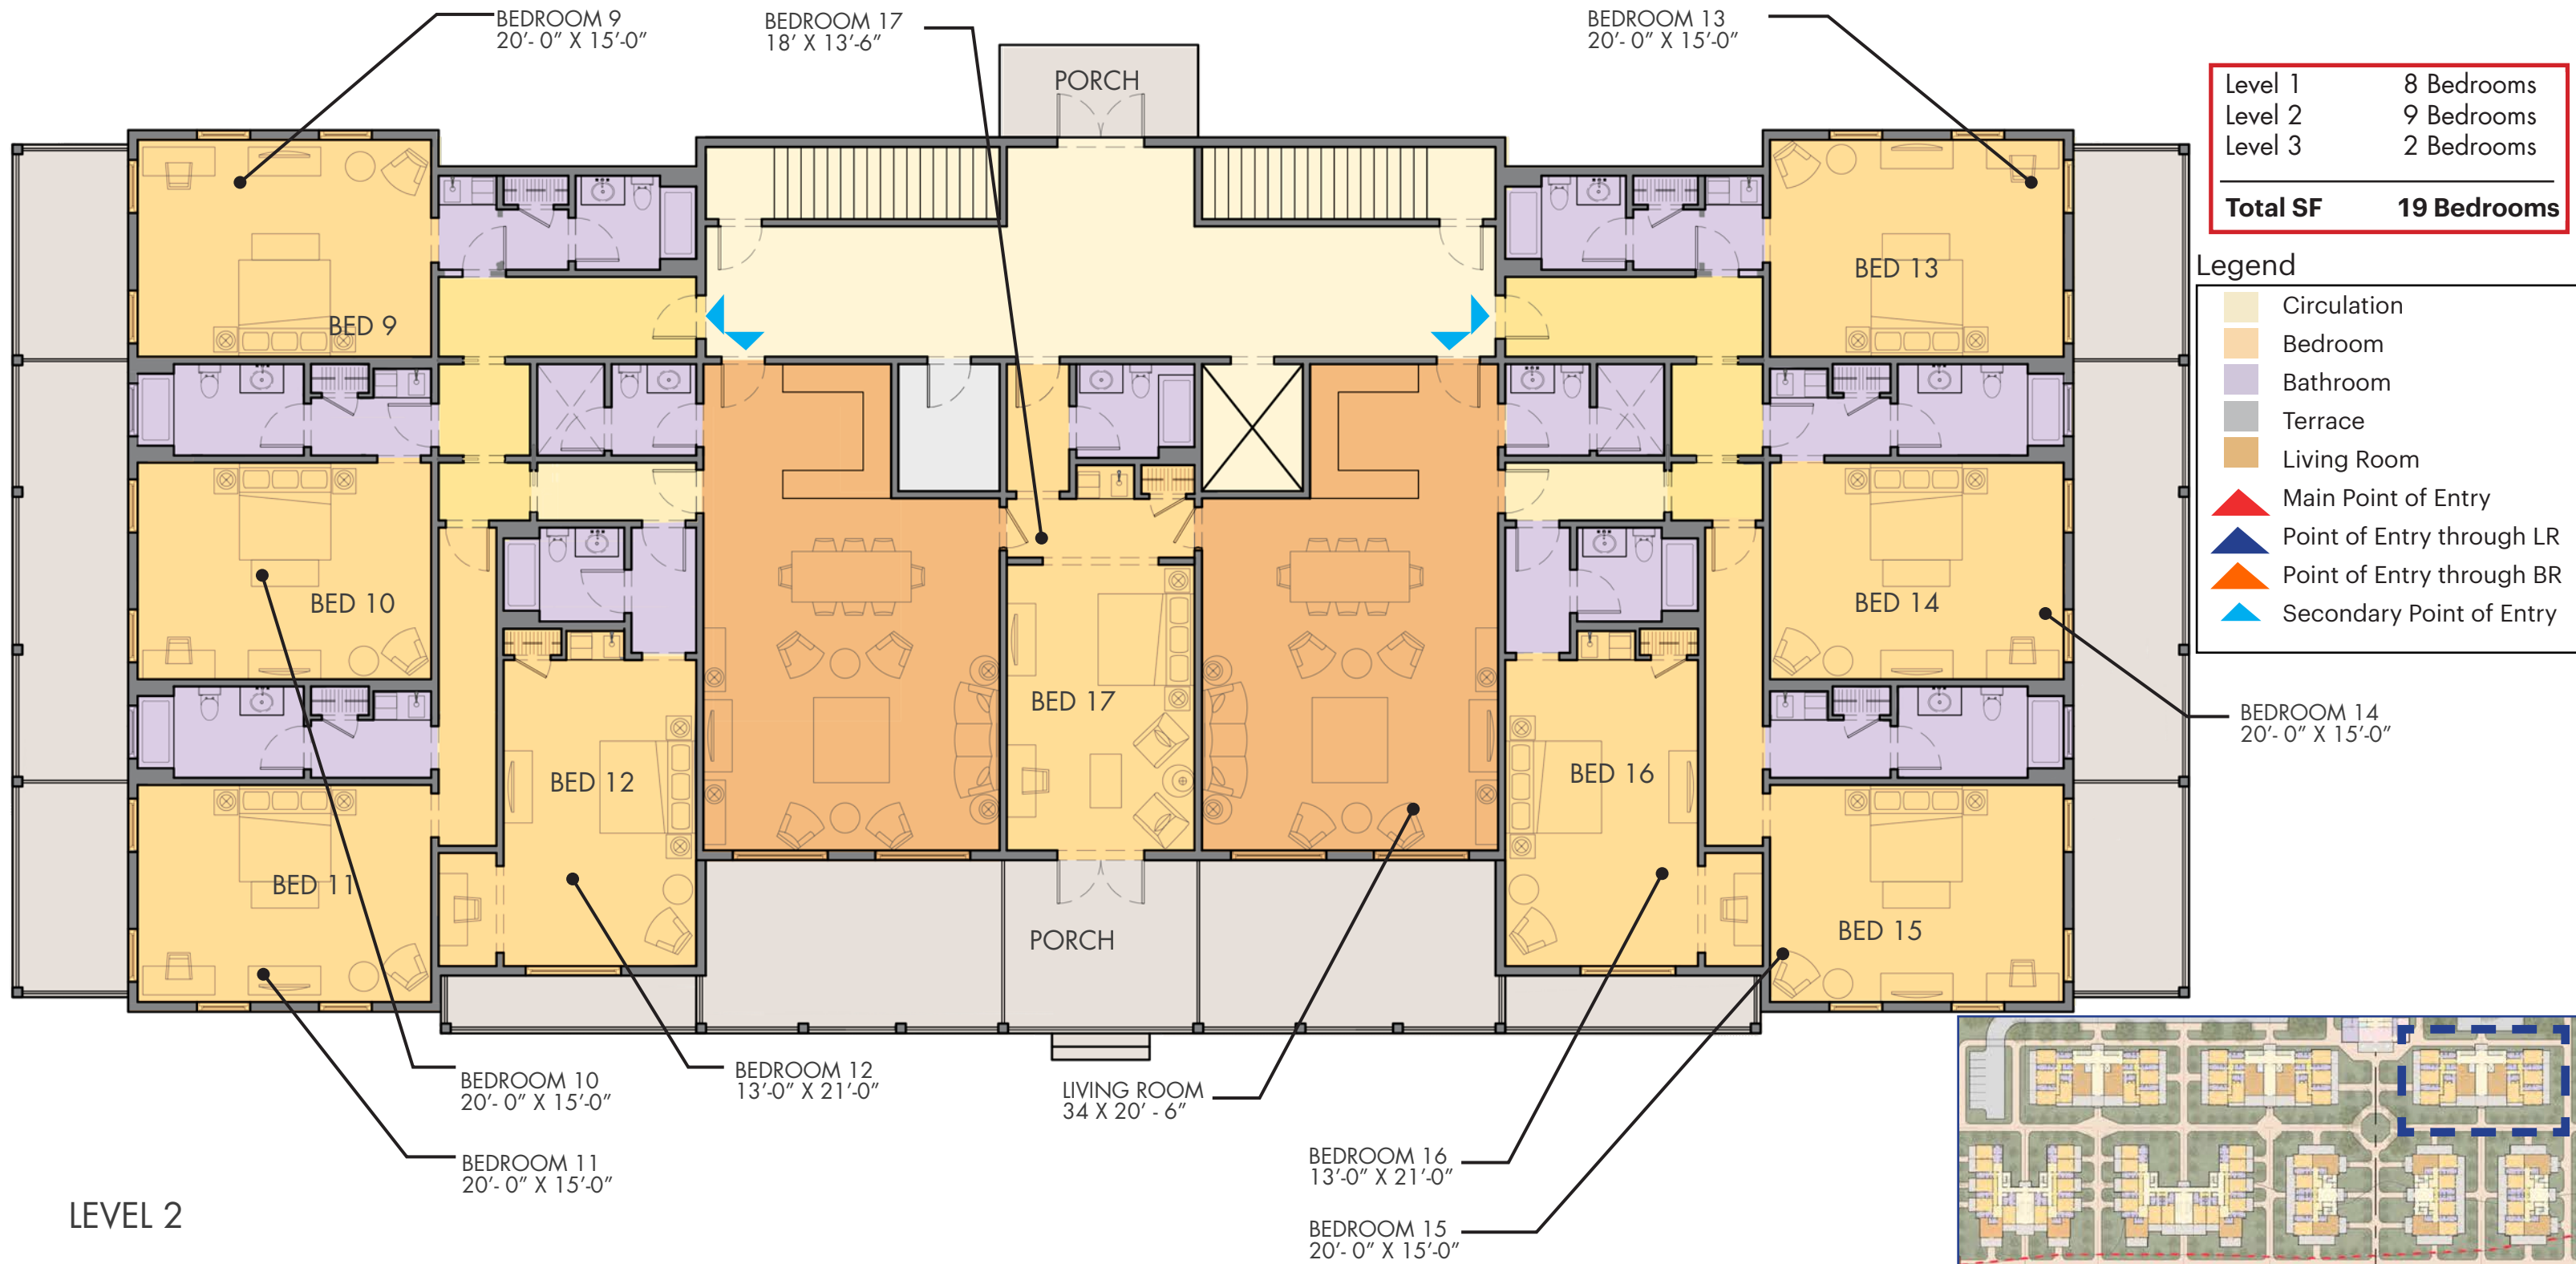 BEDROOM 9
20'- 0" X 15'-0"
BEDROOM 17
18' X 13'-6"
BEDROOM 13
20'- 0" X 15'-0"
PORCH
Level 1 8 Bedrooms
Level 2 9 Bedrooms
Level 3 2 Bedrooms
Total SF 19 Bedrooms
Legend
Circulation
Bedroom
Bathroom
Terrace
Living Room
Main Point of Entry
Point of Entry through LR
Point of Entry through BR
Secondary Point of Entry
BED 13
BED 9
BED 10
BED 14
BED 17
BED 12
BED 16
BED 11
BED 15
PORCH
BEDROOM 14
20'- 0" X 15'-0"
BEDROOM 10
20'- 0" X 15'-0"
BEDROOM 12
13'-0" X 21'-0"
LIVING ROOM
34 X 20' - 6"
BEDROOM 11
20'- 0" X 15'-0"
BEDROOM 16
13'-0" X 21'-0"
BEDROOM 15
20'- 0" X 15'-0"
LEVEL 2